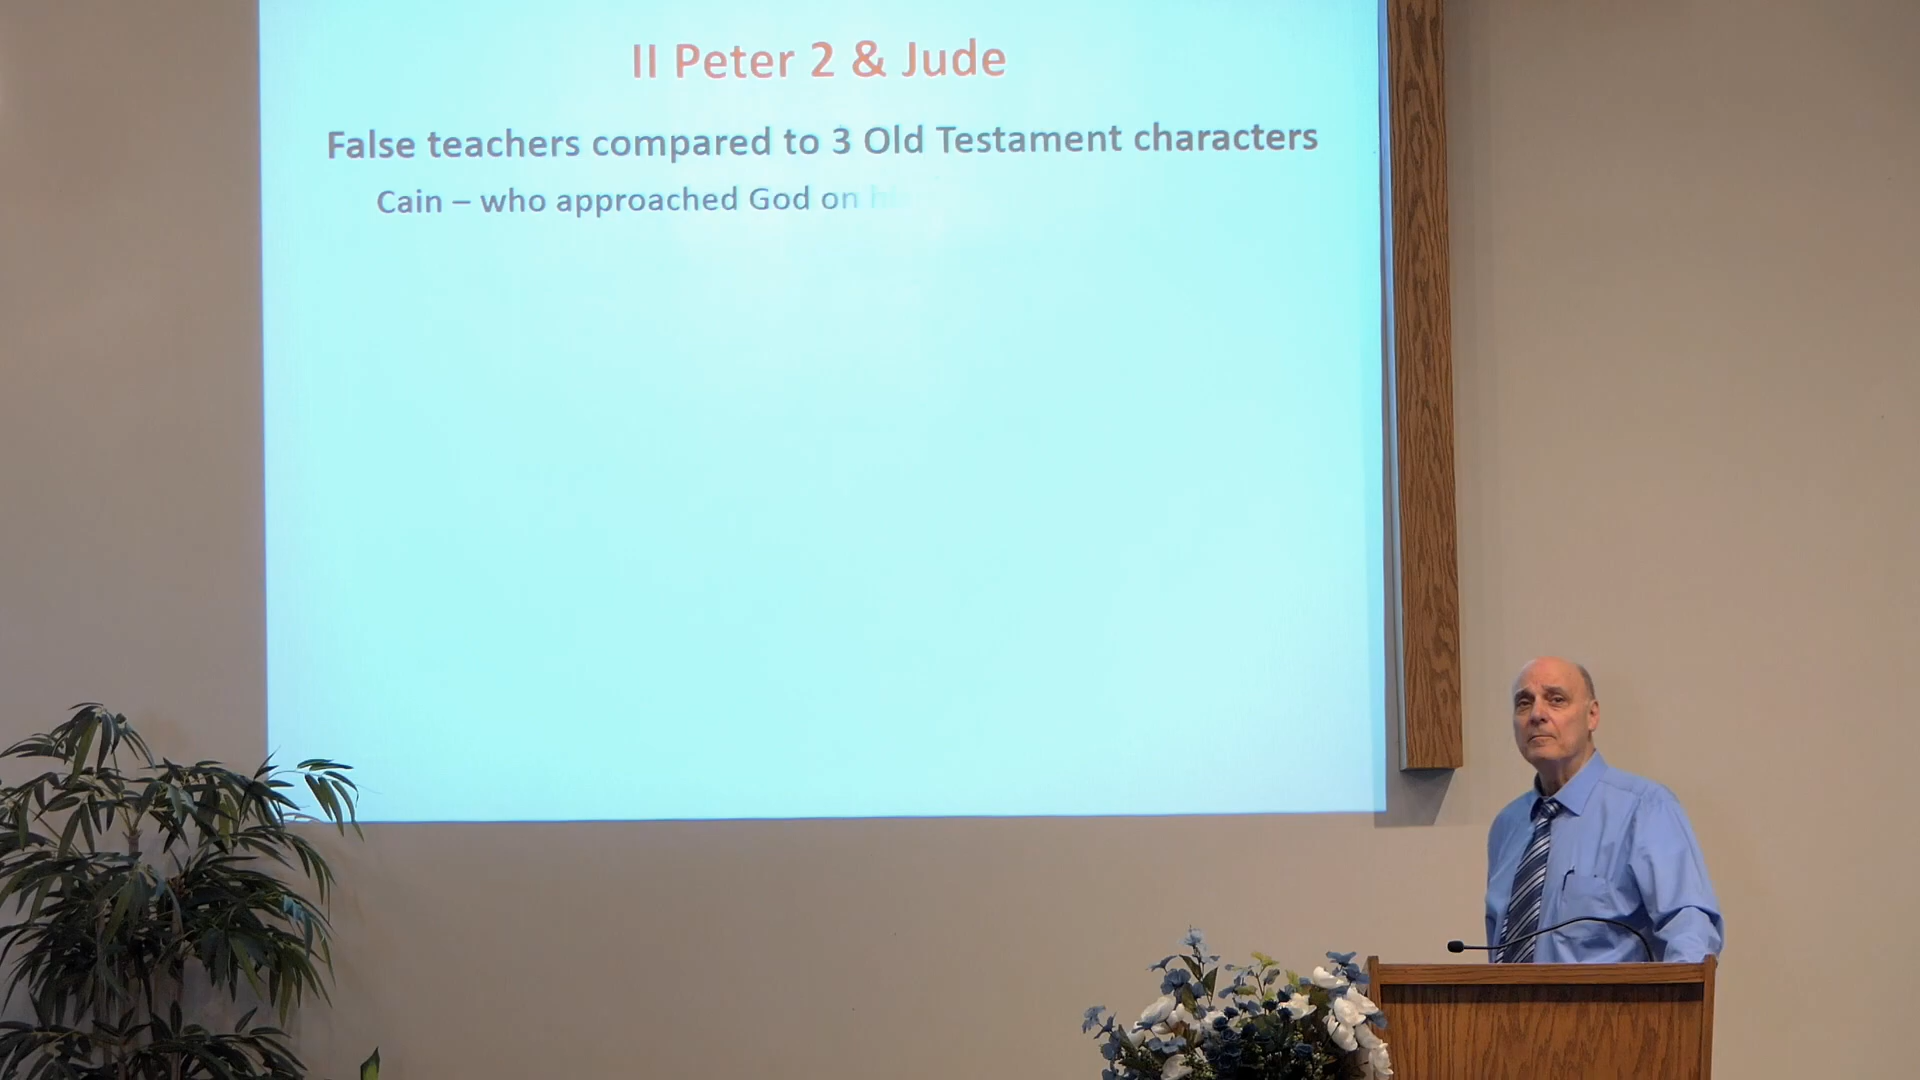 II Peter 2 & Jude
False teachers compared to 3 Old Testament characters
Cain – who approached God on